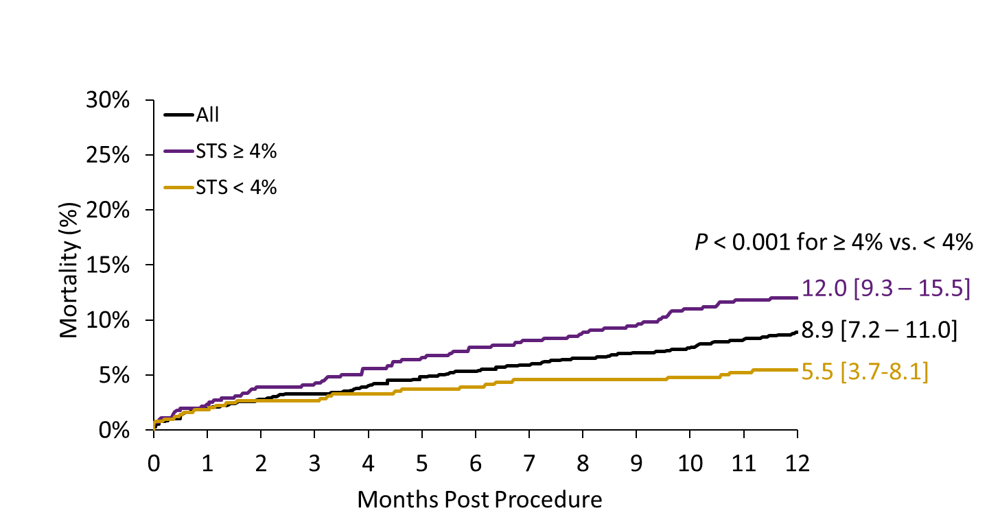 30%
25%
20%
15%
10%
5%
0%
Mortality (%)
All
STS ≥ 4%
STS < 4%
P < 0.001 for ≥ 4% vs. < 4%
12.0 [9.3 – 15.5]
8.9 [7.2 – 11.0]
5.5 [3.7-8.1]
0 1 2 3 4 5 6 7 8 9 10 11 12
Months Post Procedure